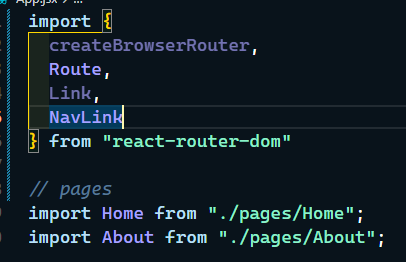 App.jsx > ...
import {
createBrowserRouter,
Route,
Link,
NavLink
} from "react-router-dom"
// pages
import Home from "./pages/Home";
import About from "./pages/About";